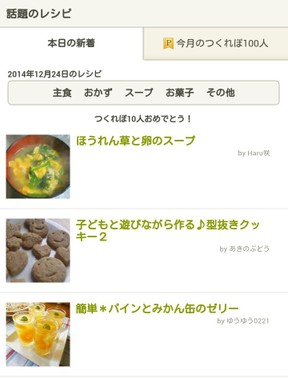 話題のレシピ
本日の新着
今月のつくれぽ100人
2014年12月24日のレシピ
主食 おかず スープ お菓子 その他
つくれぽ10人おめでとう！
ほうれん草と卵のスープ
by Haru咲
子どもと遊びながら作る♪型抜きクッ
キー２
by あきのぶどう
簡単＊パインとみかん缶のゼリー
by ゆうゆう0221